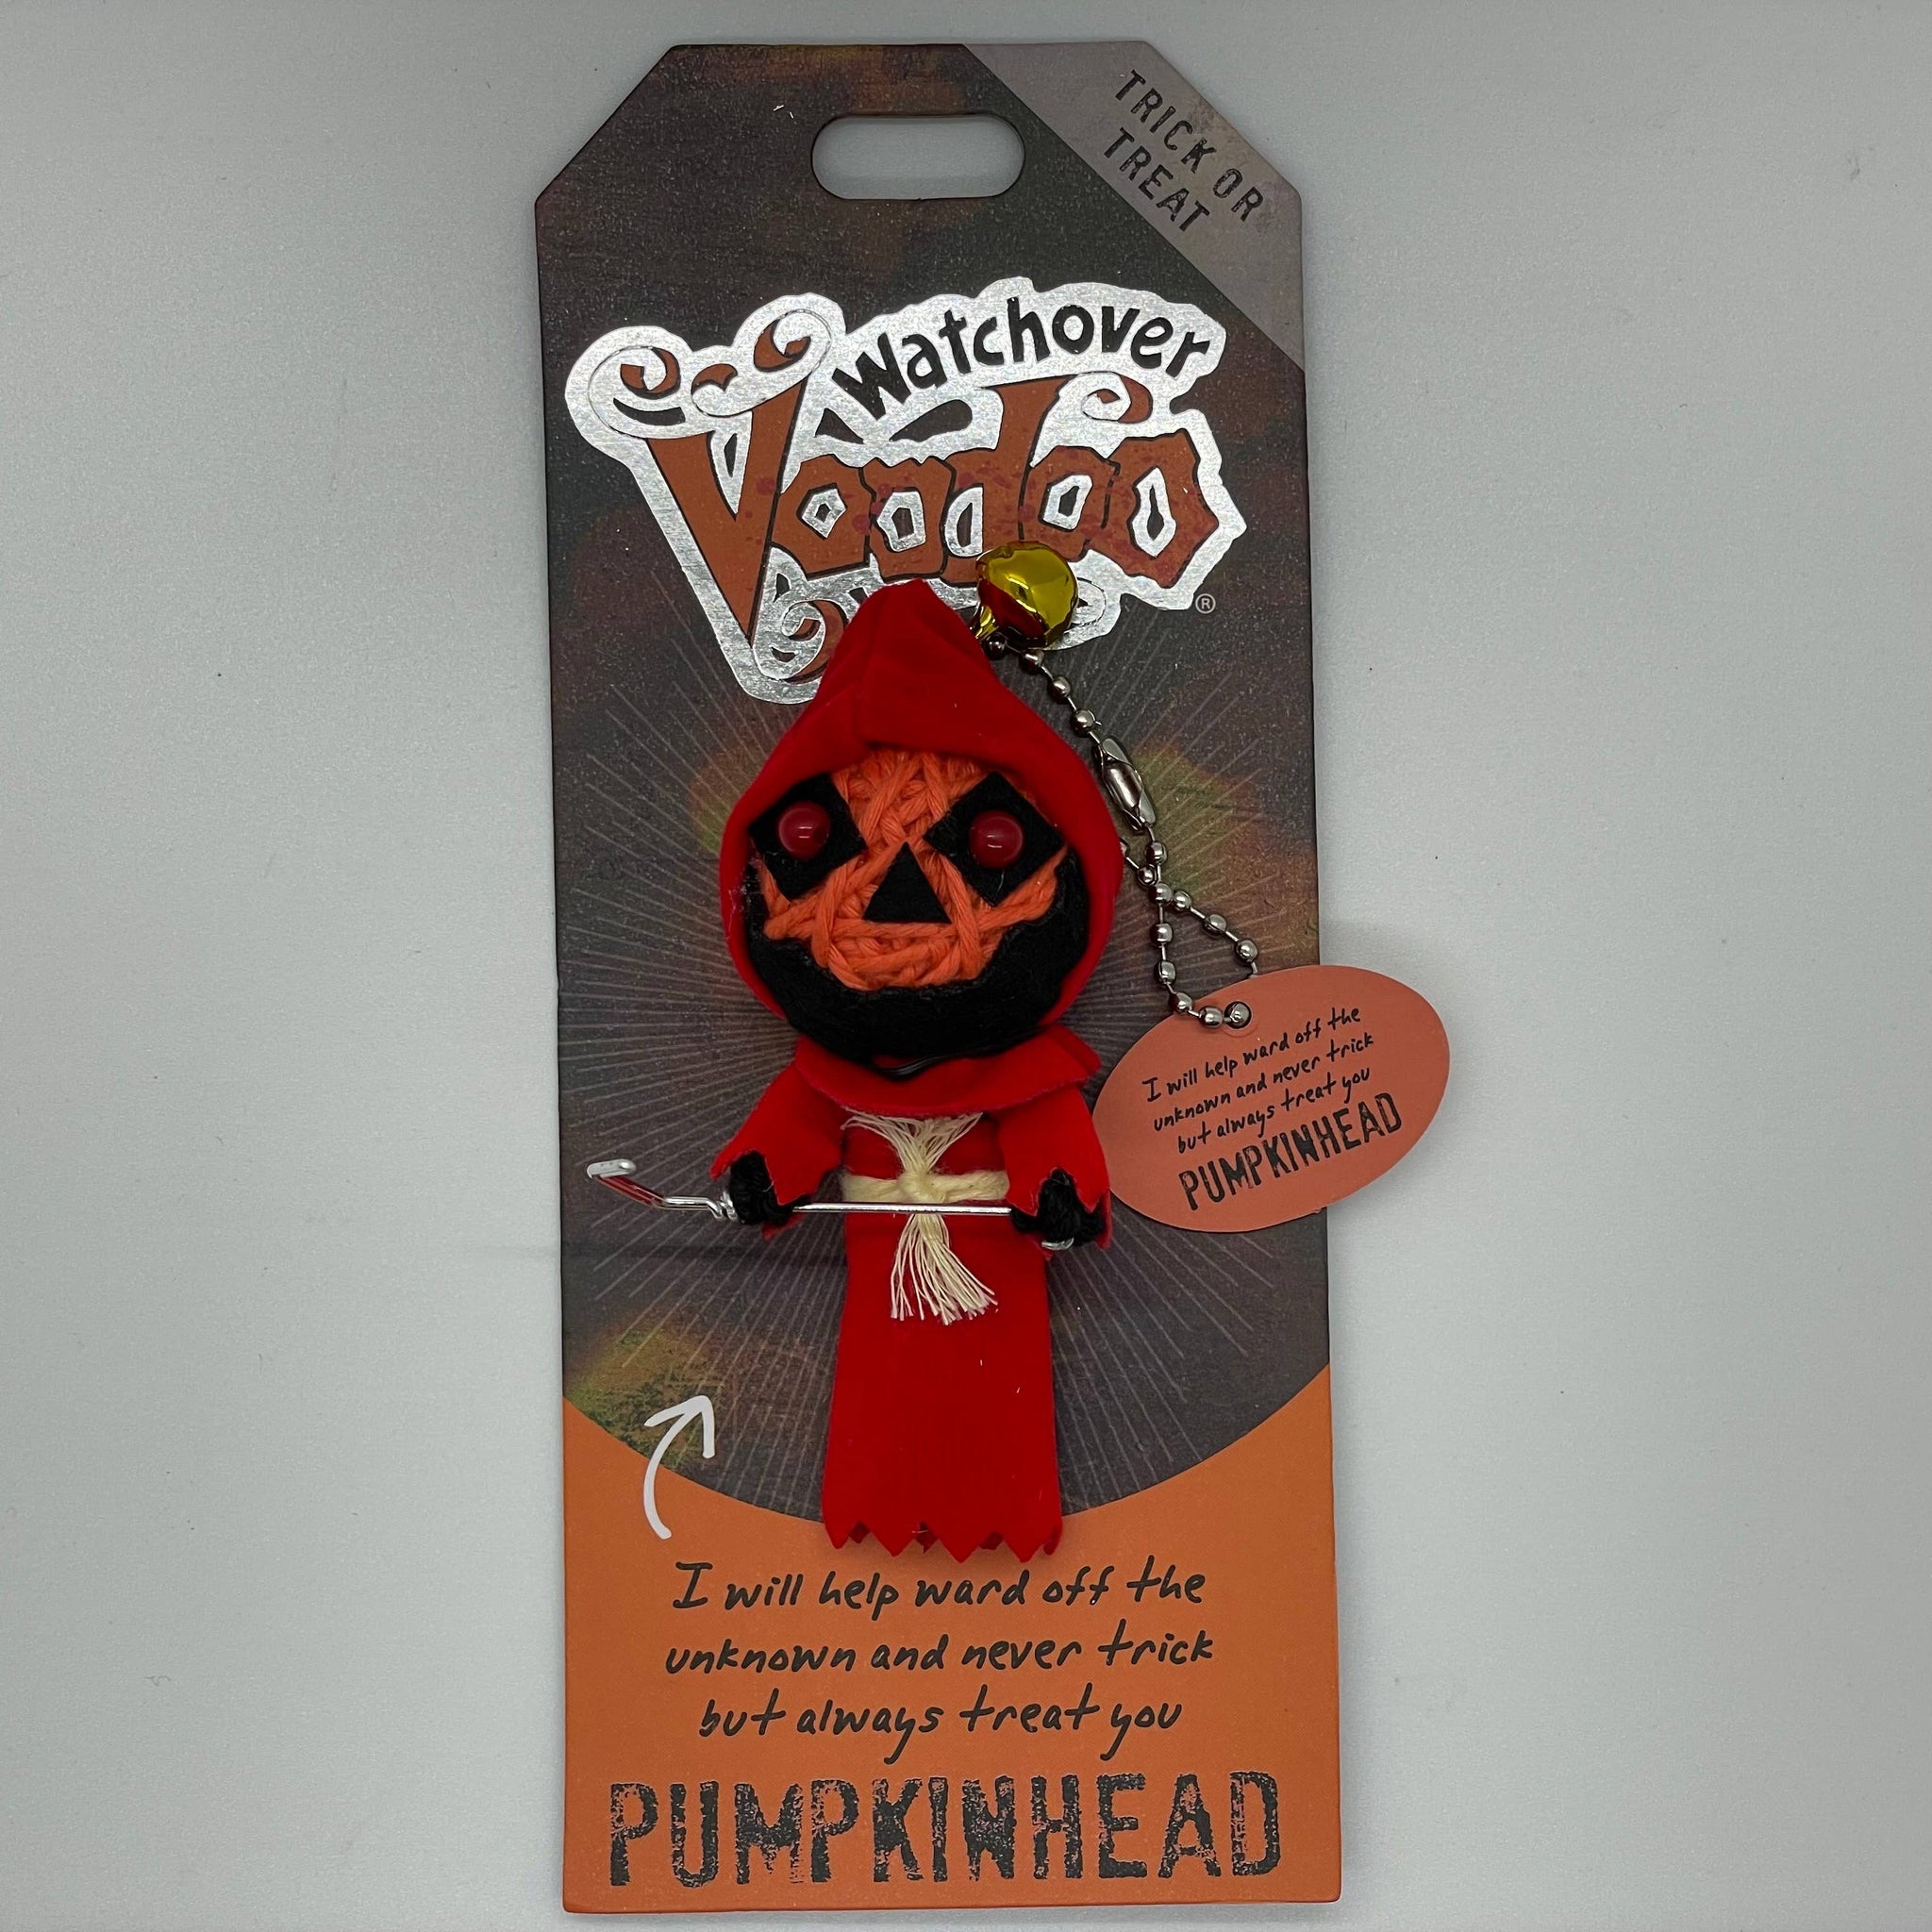 TRICK OR
TREAT
Watchover
Voodoo
®
I will help ward off the
unknown and never trick
but always treat you
PUMPKINHEAD
I will help ward off the
unknown and never trick
but always treat you
PUMPKINHEAD